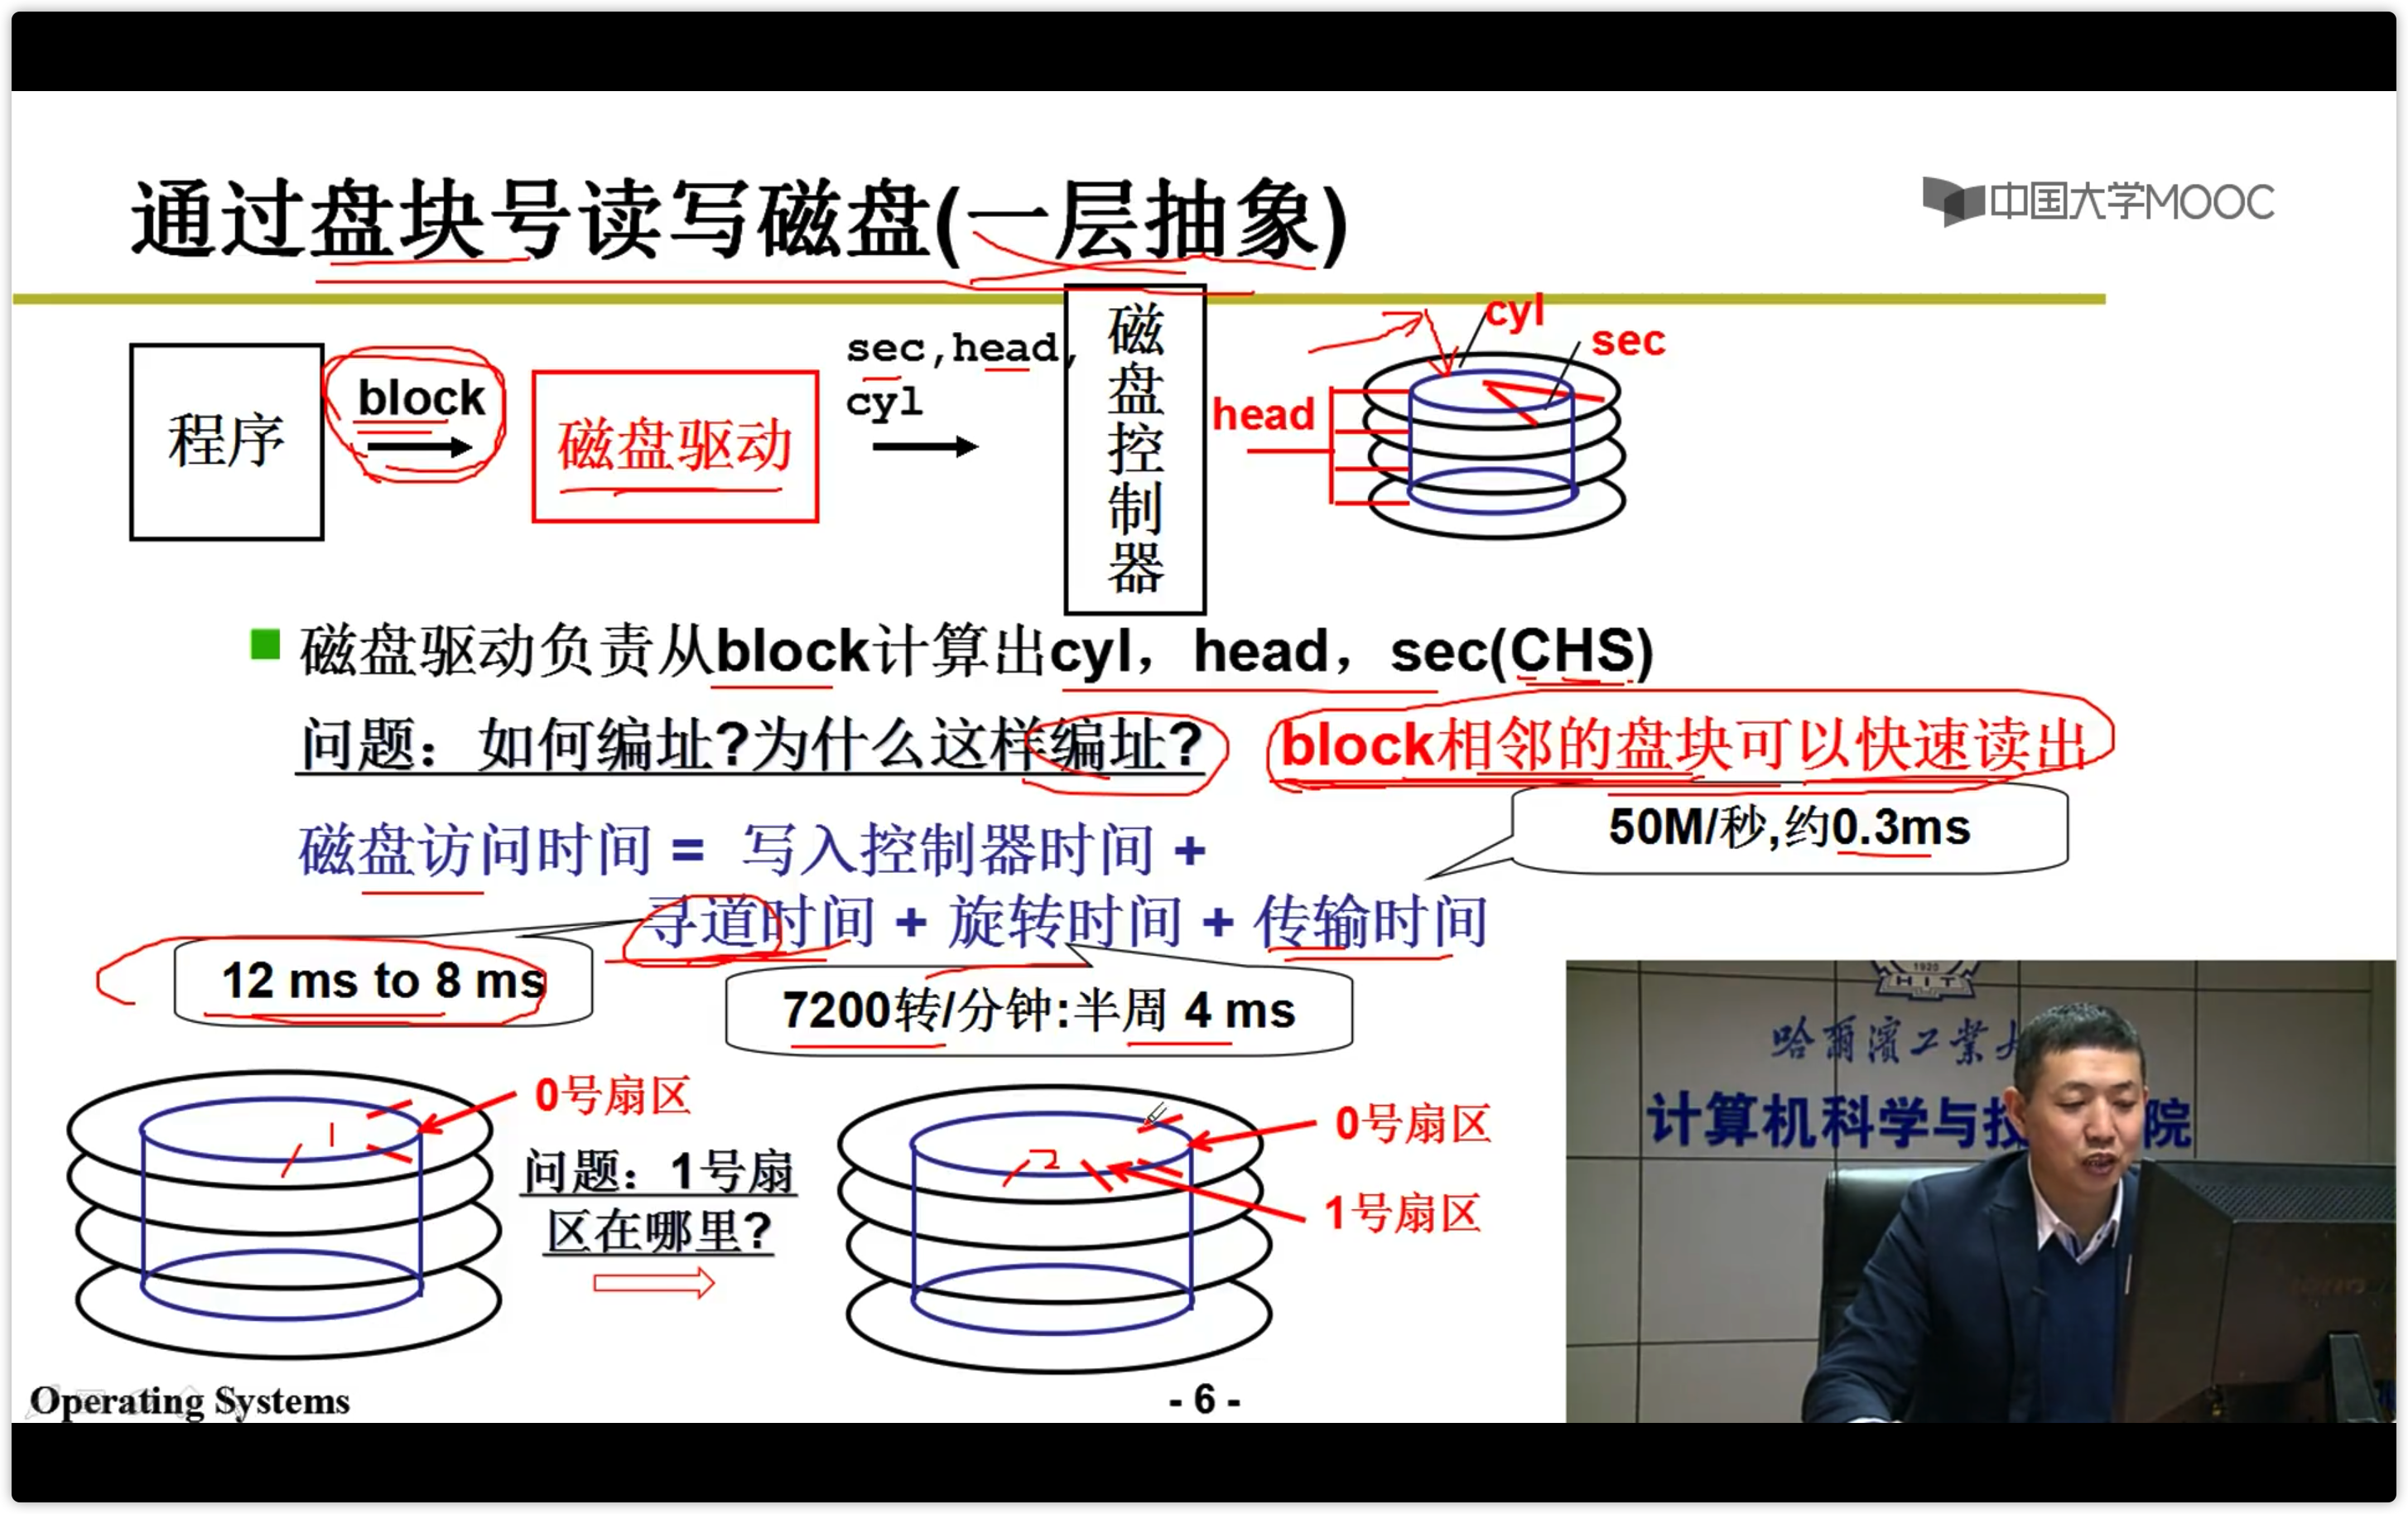 通过盘块号读写磁盘(一层抽象)
中国大学MOOC
程序
block
磁盘驱动
sec,head,
cyl
磁盘控制器
head
cyl
sec
磁盘驱动负责从block计算出cyl，head，sec(CHS)
问题：如何编址?为什么这样编址?
block相邻的盘块可以快速读出
50M/秒,约0.3ms
磁盘访问时间 = 写入控制器时间 +
寻道时间 + 旋转时间 + 传输时间
12 ms to 8 ms
7200转/分钟:半周 4 ms
0号扇区
1
问题：1号扇
区在哪里?
2
0号扇区
1号扇区
1920
HIT
哈爾濱工業大
计算机科学与技
院
Operating Systems
- 6 -